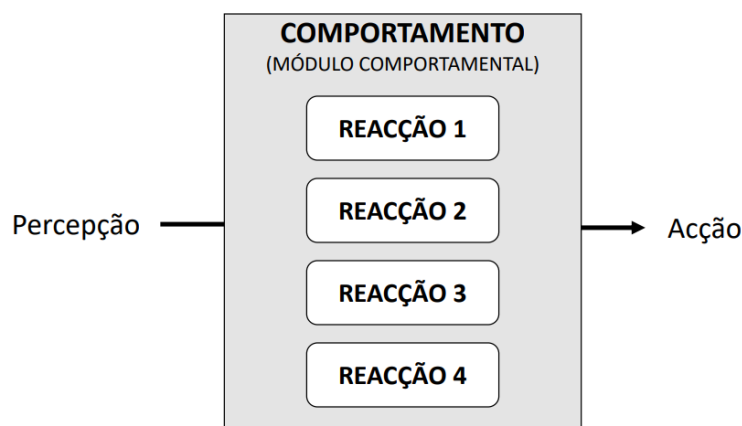 COMPORTAMENTO
(MÓDULO COMPORTAMENTAL)
REACÇÃO 1
Percepção
REACÇÃO 2
Acção
REACÇÃO 3
REACÇÃO 4